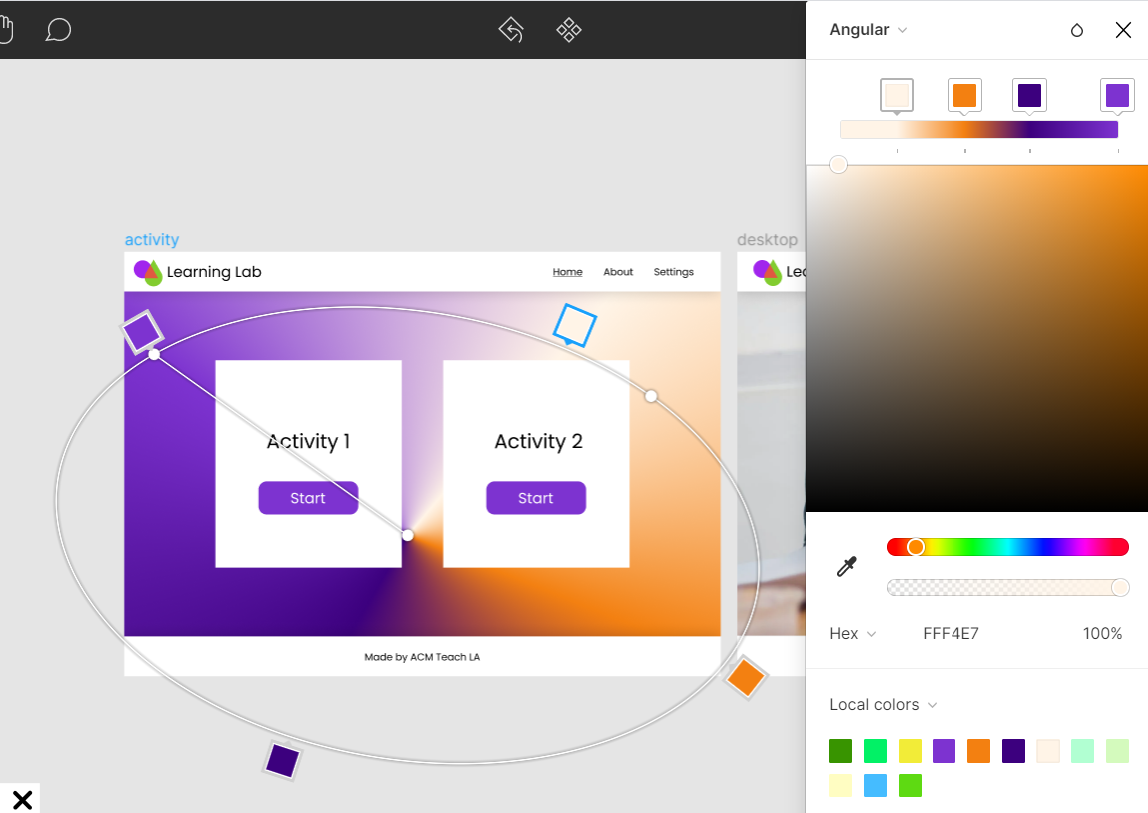 Angular
activity
desktop
Learning Lab
Home
About
Settings
Activity 1
Start
Activity 2
Start
Made by ACM Teach LA
Hex
FFF4E7
100%
Local colors